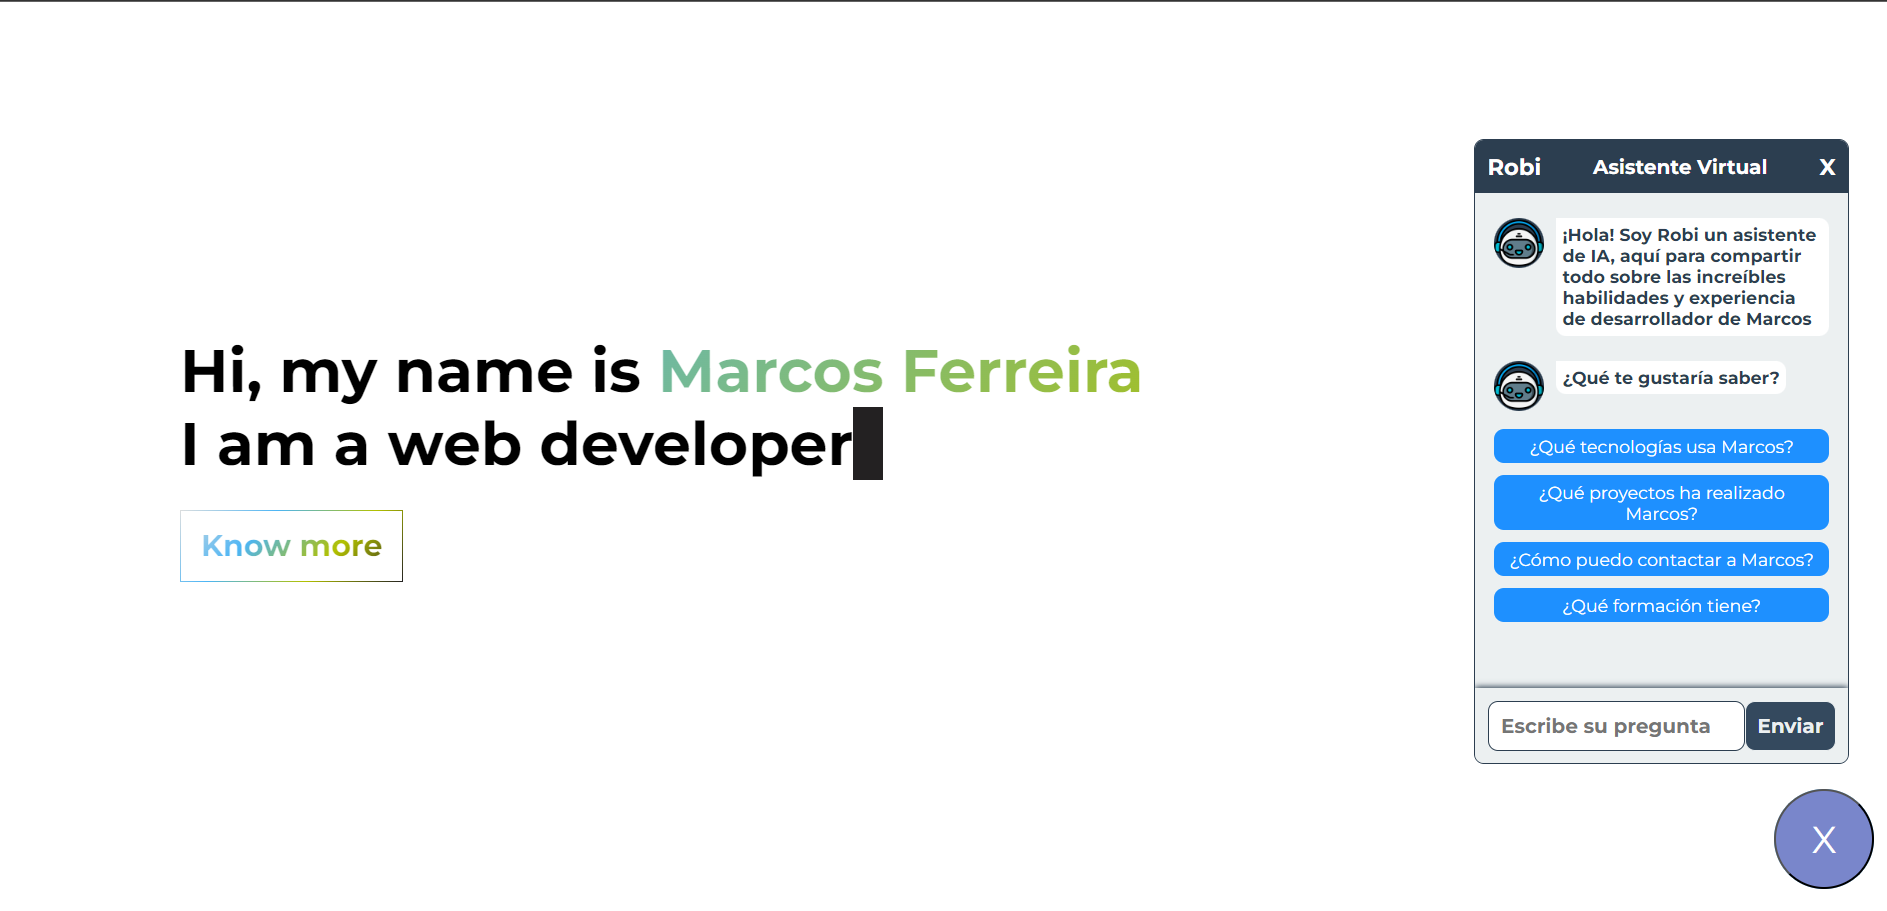 Hi, my name is Marcos Ferreira
I am a web developer
Know more
Robi
Asistente Virtual
X
¡Hola! Soy Robi un asistente
de IA, aquí para compartir
todo sobre las increíbles
habilidades y experiencia
de desarrollador de Marcos
¿Qué te gustaría saber?
¿Qué tecnologías usa Marcos?
¿Qué proyectos ha realizado
Marcos?
¿Cómo puedo contactar a Marcos?
¿Qué formación tiene?
Escribe su pregunta
Enviar
X